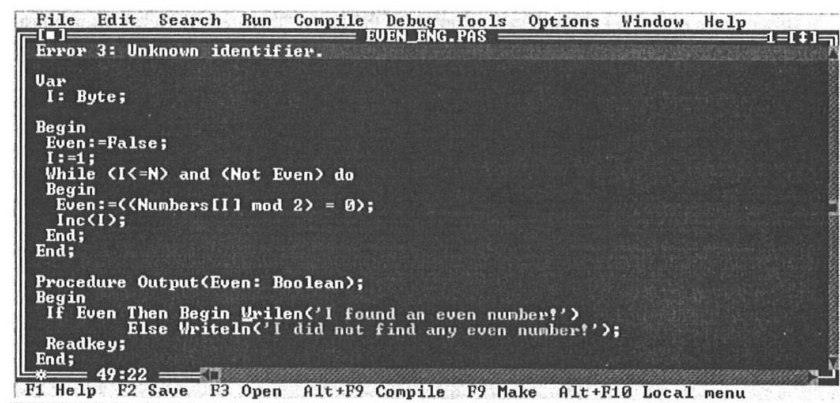 File Edit Search Run Compile Debug Tools Options Window Help
[■] EVEN_ENG.PAS 1=[↕]
Error 3: Unknown identifier.
Var
I: Byte;
Begin
Even:=False;
I:=1;
While (I<=N) and (Not Even) do
Begin
Even:=((Numbers[I] mod 2) = 0);
Inc(I);
End;
End;
Procedure Output(Even: Boolean);
Begin
If Even Then Begin Wrilen('I found an even number!')
Else Writeln('I did not find any even number!');
Readkey;
End;
49:22
F1 Help F2 Save F3 Open Alt+F9 Compile F9 Make Alt+F10 Local menu